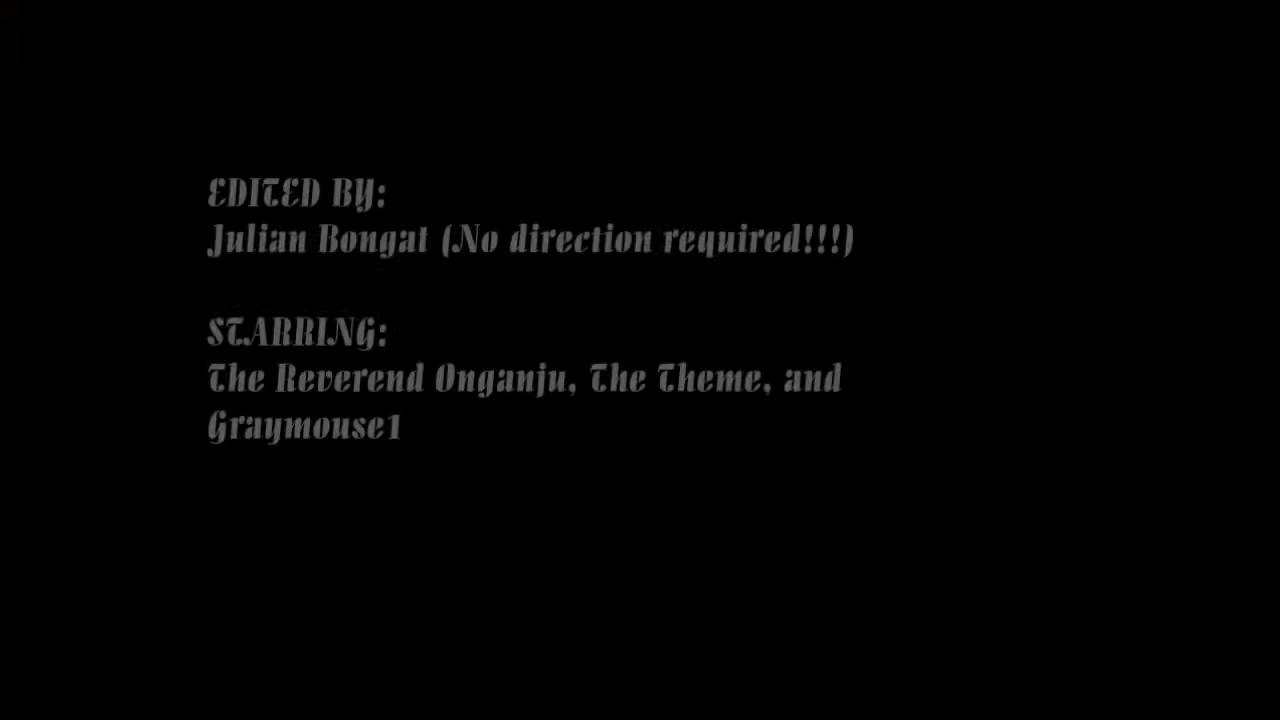 EDITED BY:
Julian Bongat (No direction required!!!)
STARRING:
The Reverend Onganju, The Theme, and
Graymouse1